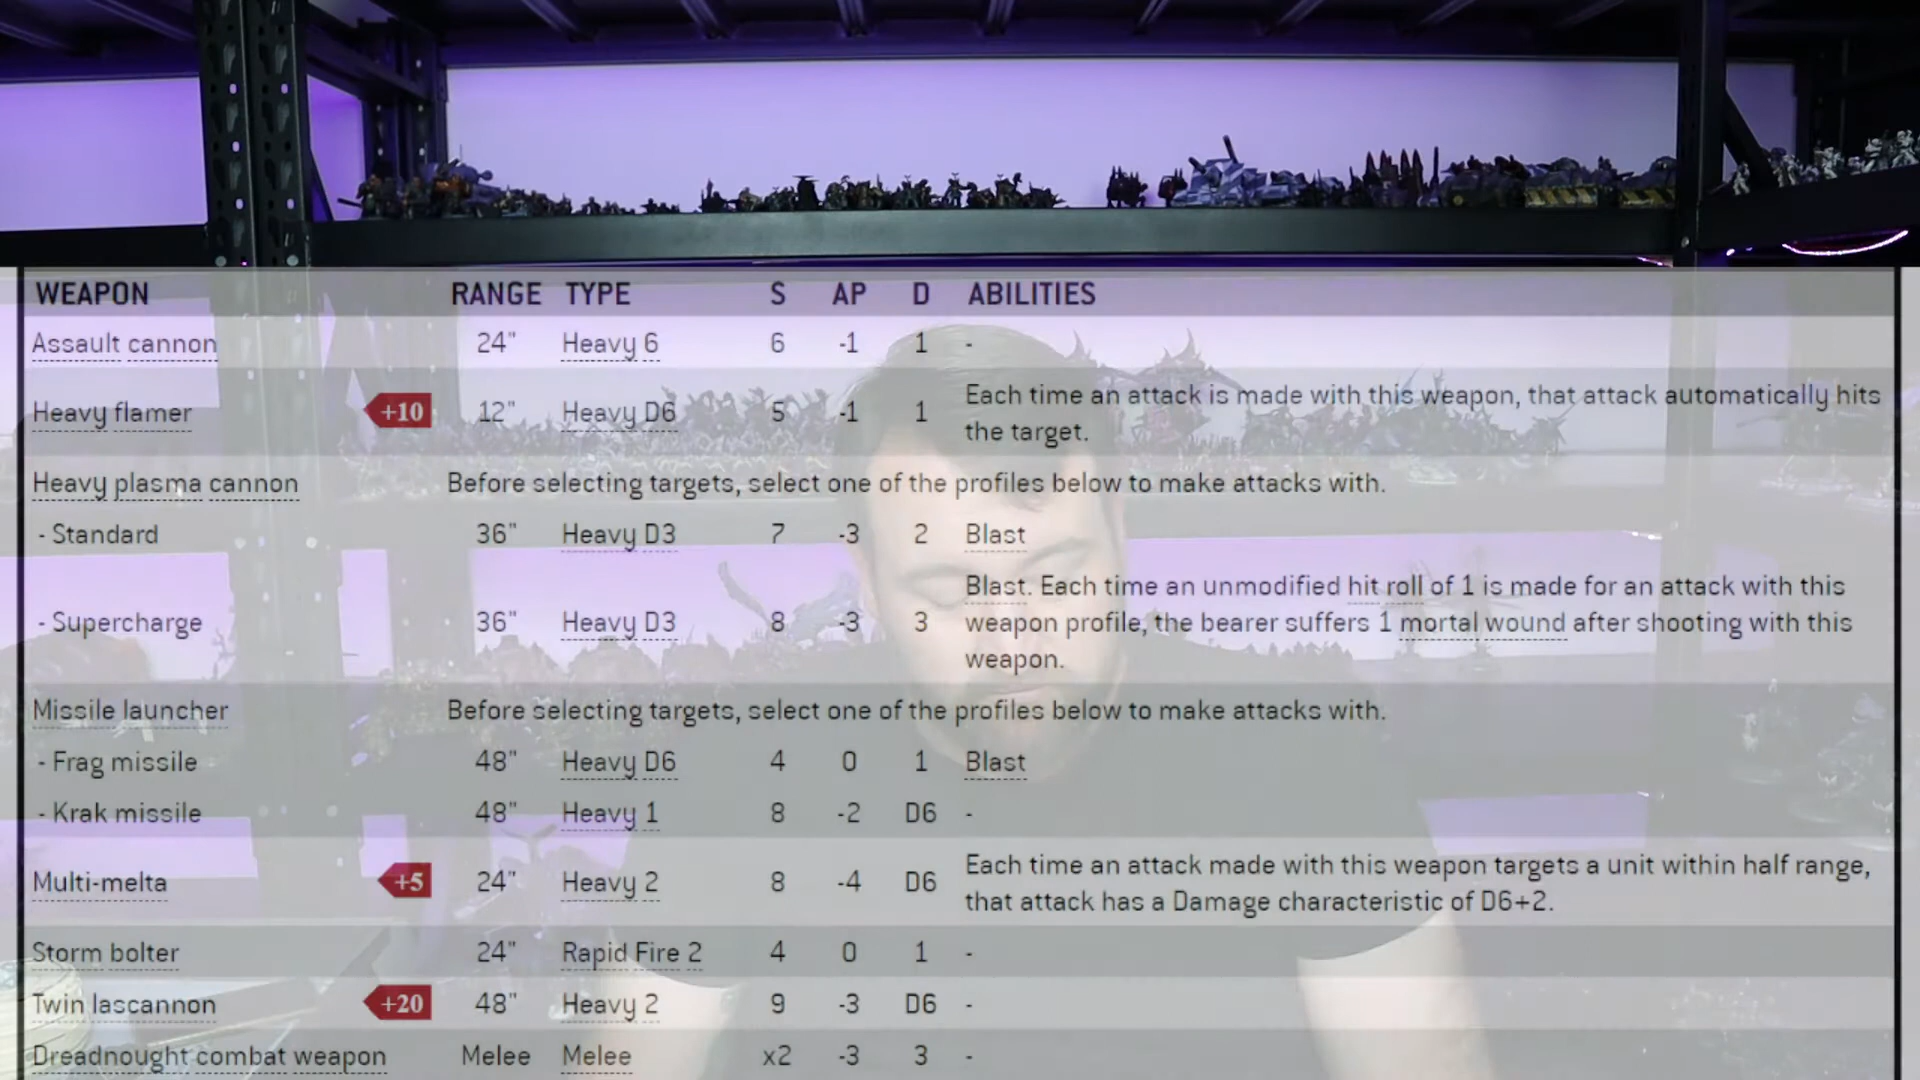 WEAPON RANGE TYPE S AP D ABILITIES
Assault cannon 24" Heavy 6 6 -1 1 -
Heavy flamer +10 12" Heavy D6 5 -1 1 Each time an attack is made with this weapon, that attack automatically hits
the target.
Heavy plasma cannon Before selecting targets, select one of the profiles below to make attacks with.
- Standard 36" Heavy D3 7 -3 2 Blast
- Supercharge 36" Heavy D3 8 -3 3 Blast. Each time an unmodified hit roll of 1 is made for an attack with this
weapon profile, the bearer suffers 1 mortal wound after shooting with this
weapon.
Missile launcher Before selecting targets, select one of the profiles below to make attacks with.
- Frag missile 48" Heavy D6 4 0 1 Blast
- Krak missile 48" Heavy 1 8 -2 D6 -
Multi-melta +5 24" Heavy 2 8 -4 D6 Each time an attack made with this weapon targets a unit within half range,
that attack has a Damage characteristic of D6+2.
Storm bolter 24" Rapid Fire 2 4 0 1 -
Twin lascannon +20 48" Heavy 2 9 -3 D6 -
Dreadnought combat weapon Melee Melee x2 -3 3 -